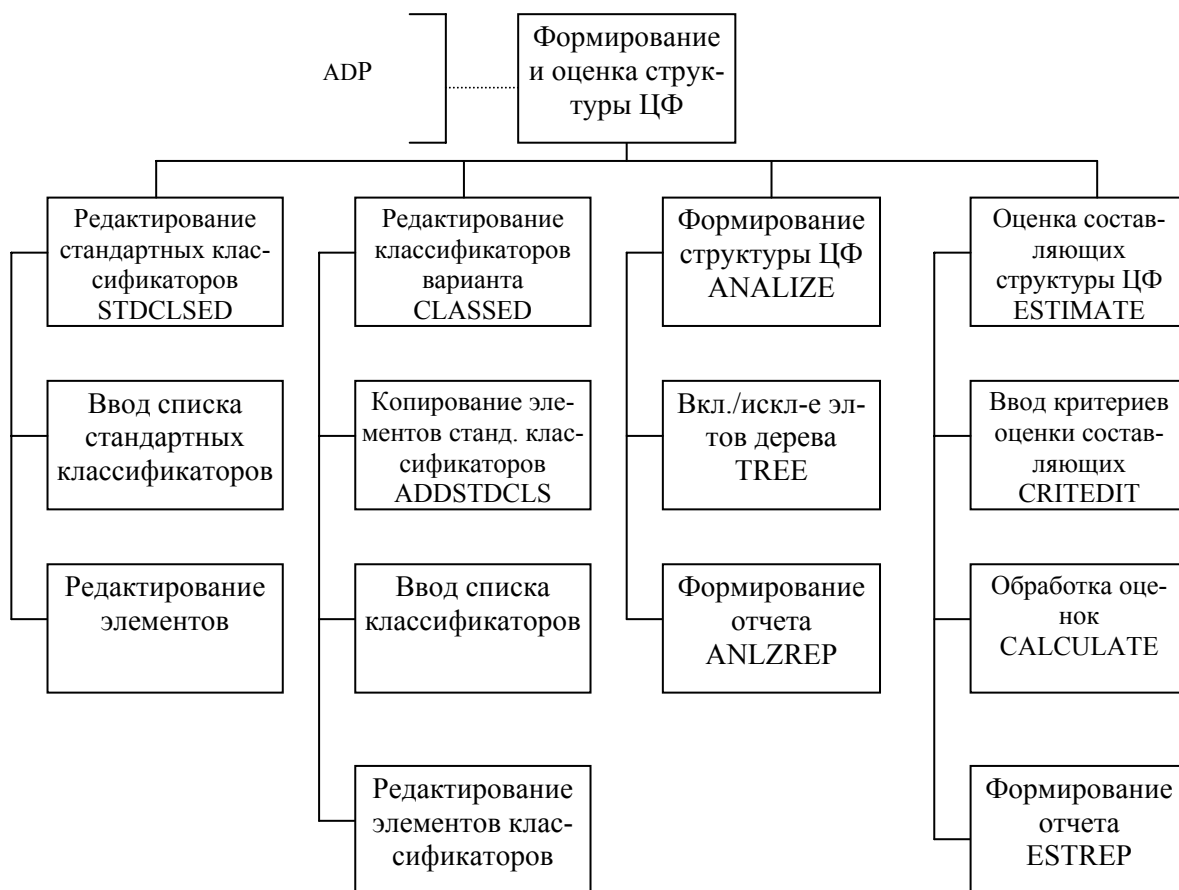 ADP
Формирование
и оценка струк-
туры ЦФ
Редактирование
стандартных клас-
сификаторов
STDCLSED
Редактирование
классификаторов
варианта
CLASSED
Формирование
структуры ЦФ
ANALIZE
Оценка состав-
ляющих
структуры ЦФ
ESTIMATE
Ввод списка
стандартных
классификаторов
Копирование эле-
ментов станд. клас-
сификаторов
ADDSTDCLS
Вкл./искл-е эл-
тов дерева
TREE
Ввод критериев
оценки состав-
ляющих
CRITEDIT
Редактирование
элементов
Ввод списка
классификаторов
Формирование
отчета
ANLZREP
Обработка оце-
нок
CALCULATE
Редактирование
элементов клас-
сификаторов
Формирование
отчета
ESTREP